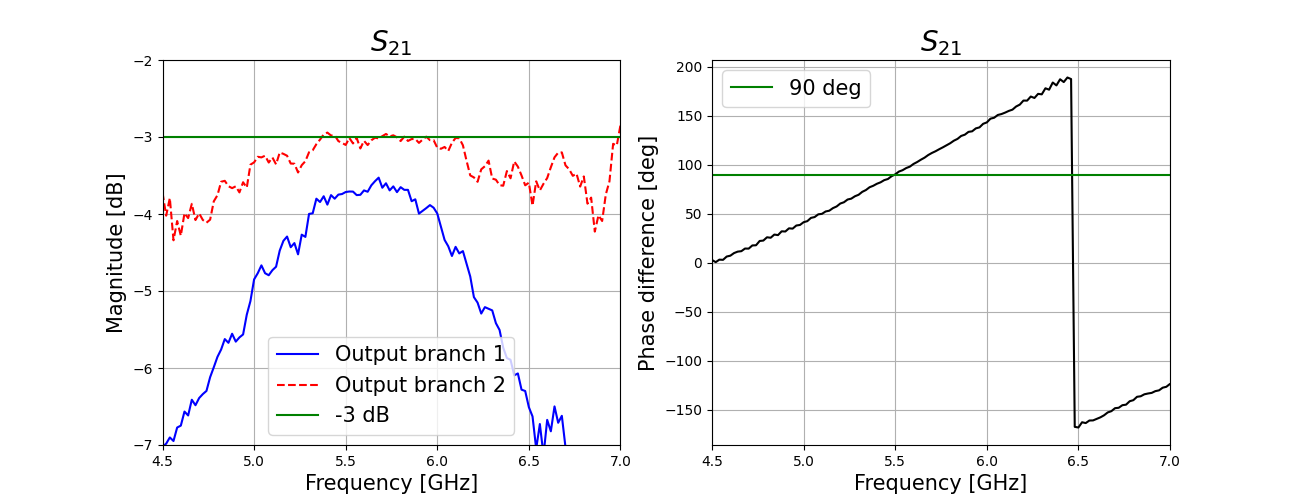 S21
−2
−3
−4
−5
−6
−7
Magnitude [dB]
Output branch 1
Output branch 2
-3 dB
4.5 5.0 5.5 6.0 6.5 7.0
Frequency [GHz]
S21
200
150
100
50
0
−50
−100
−150
Phase difference [deg]
90 deg
4.5 5.0 5.5 6.0 6.5 7.0
Frequency [GHz]